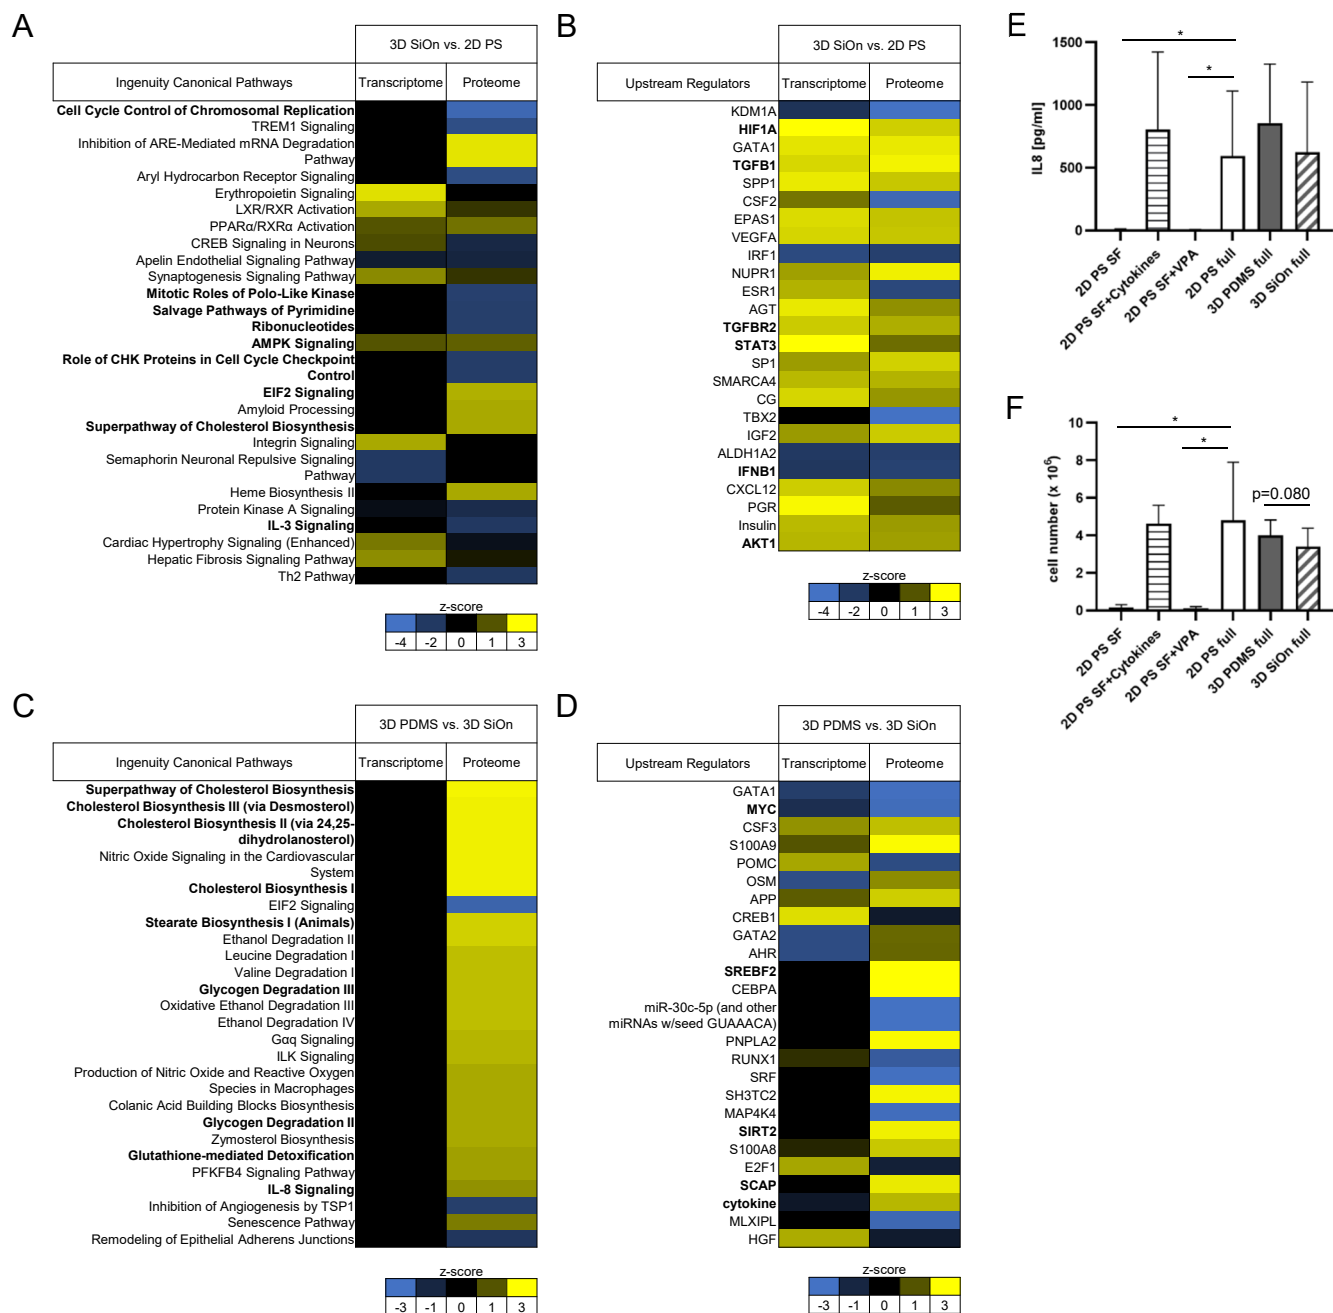 A
3D SiOn vs. 2D PS
Ingenuity Canonical Pathways
Transcriptome
Proteome
Cell Cycle Control of Chromosomal Replication
TREM1 Signaling
Inhibition of ARE-Mediated mRNA Degradation
Pathway
Aryl Hydrocarbon Receptor Signaling
Erythropoietin Signaling
LXR/RXR Activation
PPARα/RXRα Activation
CREB Signaling in Neurons
Apelin Endothelial Signaling Pathway
Synaptogenesis Signaling Pathway
Mitotic Roles of Polo-Like Kinase
Salvage Pathways of Pyrimidine
Ribonucleotides
AMPK Signaling
Role of CHK Proteins in Cell Cycle Checkpoint
Control
EIF2 Signaling
Amyloid Processing
Superpathway of Cholesterol Biosynthesis
Integrin Signaling
Semaphorin Neuronal Repulsive Signaling
Pathway
Heme Biosynthesis II
Protein Kinase A Signaling
IL-3 Signaling
Cardiac Hypertrophy Signaling (Enhanced)
Hepatic Fibrosis Signaling Pathway
Th2 Pathway
z-score
-4 -2 0 1 3
B
3D SiOn vs. 2D PS
Upstream Regulators
Transcriptome
Proteome
KDM1A
HIF1A
GATA1
TGFB1
SPP1
CSF2
EPAS1
VEGFA
IRF1
NUPR1
ESR1
AGT
TGFBR2
STAT3
SP1
SMARCA4
CG
TBX2
IGF2
ALDH1A2
IFNB1
CXCL12
PGR
Insulin
AKT1
z-score
-4 -2 0 1 3
E
IL8 [pg/ml]
1500
1000
500
0
*
*
2D PS SF
2D PS SF+Cytokines
2D PS SF+VPA
2D PS full
3D PDMS full
3D SiOn full
F
cell number (x 10⁶)
10
8
6
4
2
0
*
*
p=0.080
2D PS SF
2D PS SF+Cytokines
2D PS SF+VPA
2D PS full
3D PDMS full
3D SiOn full
C
3D PDMS vs. 3D SiOn
Ingenuity Canonical Pathways
Transcriptome
Proteome
Superpathway of Cholesterol Biosynthesis
Cholesterol Biosynthesis III (via Desmosterol)
Cholesterol Biosynthesis II (via 24,25-
dihydrolanosterol)
Nitric Oxide Signaling in the Cardiovascular
System
Cholesterol Biosynthesis I
EIF2 Signaling
Stearate Biosynthesis I (Animals)
Ethanol Degradation II
Leucine Degradation I
Valine Degradation I
Glycogen Degradation III
Oxidative Ethanol Degradation III
Ethanol Degradation IV
Gαq Signaling
ILK Signaling
Production of Nitric Oxide and Reactive Oxygen
Species in Macrophages
Colanic Acid Building Blocks Biosynthesis
Glycogen Degradation II
Zymosterol Biosynthesis
Glutathione-mediated Detoxification
PFKFB4 Signaling Pathway
IL-8 Signaling
Inhibition of Angiogenesis by TSP1
Senescence Pathway
Remodeling of Epithelial Adherens Junctions
z-score
-3 -1 0 1 3
D
3D PDMS vs. 3D SiOn
Upstream Regulators
Transcriptome
Proteome
GATA1
MYC
CSF3
S100A9
POMC
OSM
APP
CREB1
GATA2
AHR
SREBF2
CEBPA
miR-30c-5p (and other
miRNAs w/seed GUAAACA)
PNPLA2
RUNX1
SRF
SH3TC2
MAP4K4
SIRT2
S100A8
E2F1
SCAP
cytokine
MLXIPL
HGF
z-score
-3 -1 0 1 3